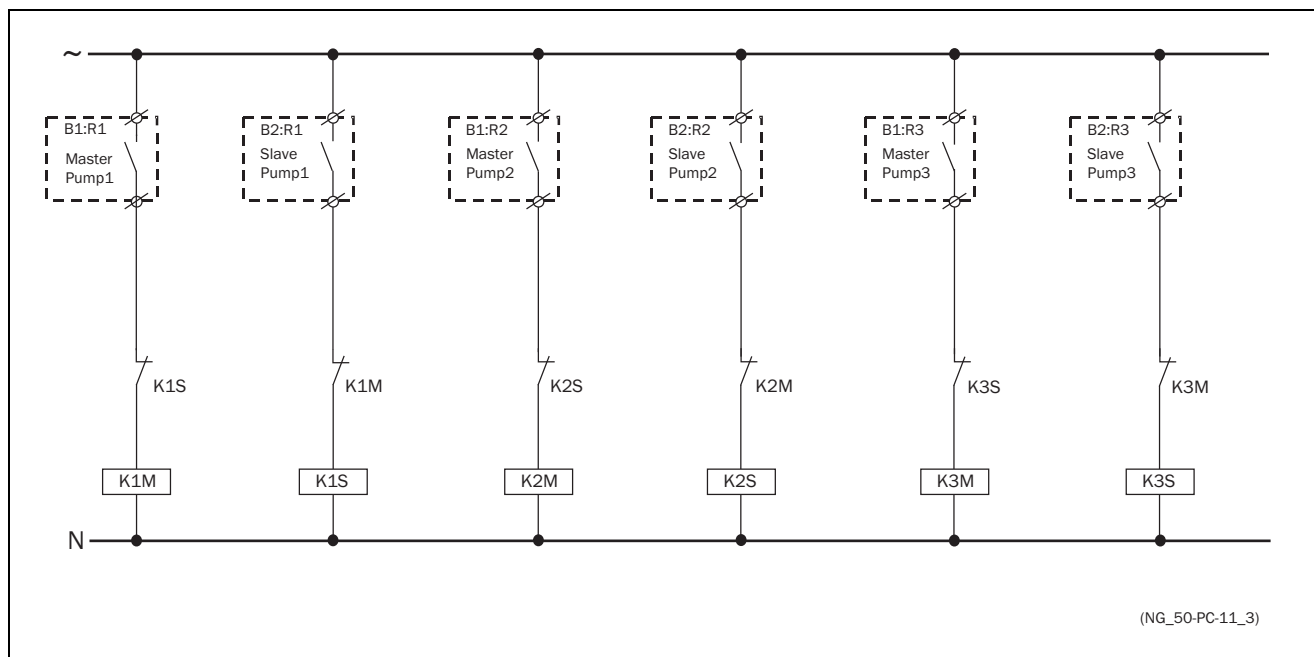 ~
B1:R1
Master
Pump1
B2:R1
Slave
Pump1
B1:R2
Master
Pump2
B2:R2
Slave
Pump2
B1:R3
Master
Pump3
B2:R3
Slave
Pump3
K1S
K1M
K2S
K2M
K3S
K3M
K1M
K1S
K2M
K2S
K3M
K3S
N
(NG_50-PC-11_3)